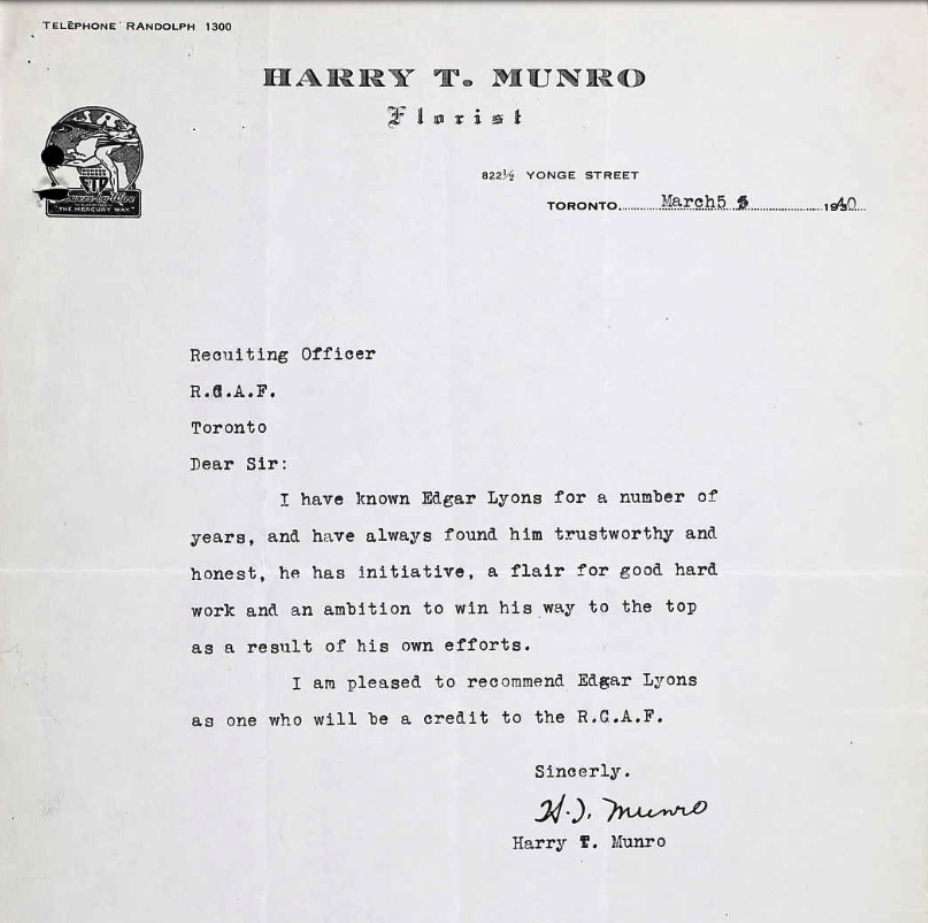 TELEPHONE RANDOLPH 1300
HARRY T. MUNRO
Florist
FTD
"THE MERCURY WAY"
822½ YONGE STREET
TORONTO March5 1940
Recuiting Officer
R.C.A.F.
Toronto
Dear Sir:
I have known Edgar Lyons for a number of
years, and have always found him trustworthy and
honest, he has initiative, a flair for good hard
work and an ambition to win his way to the top
as a result of his own efforts.
I am pleased to recommend Edgar Lyons
as one who will be a credit to the R.C.A.F.
Sincerly.
H.T. Munro
Harry T. Munro